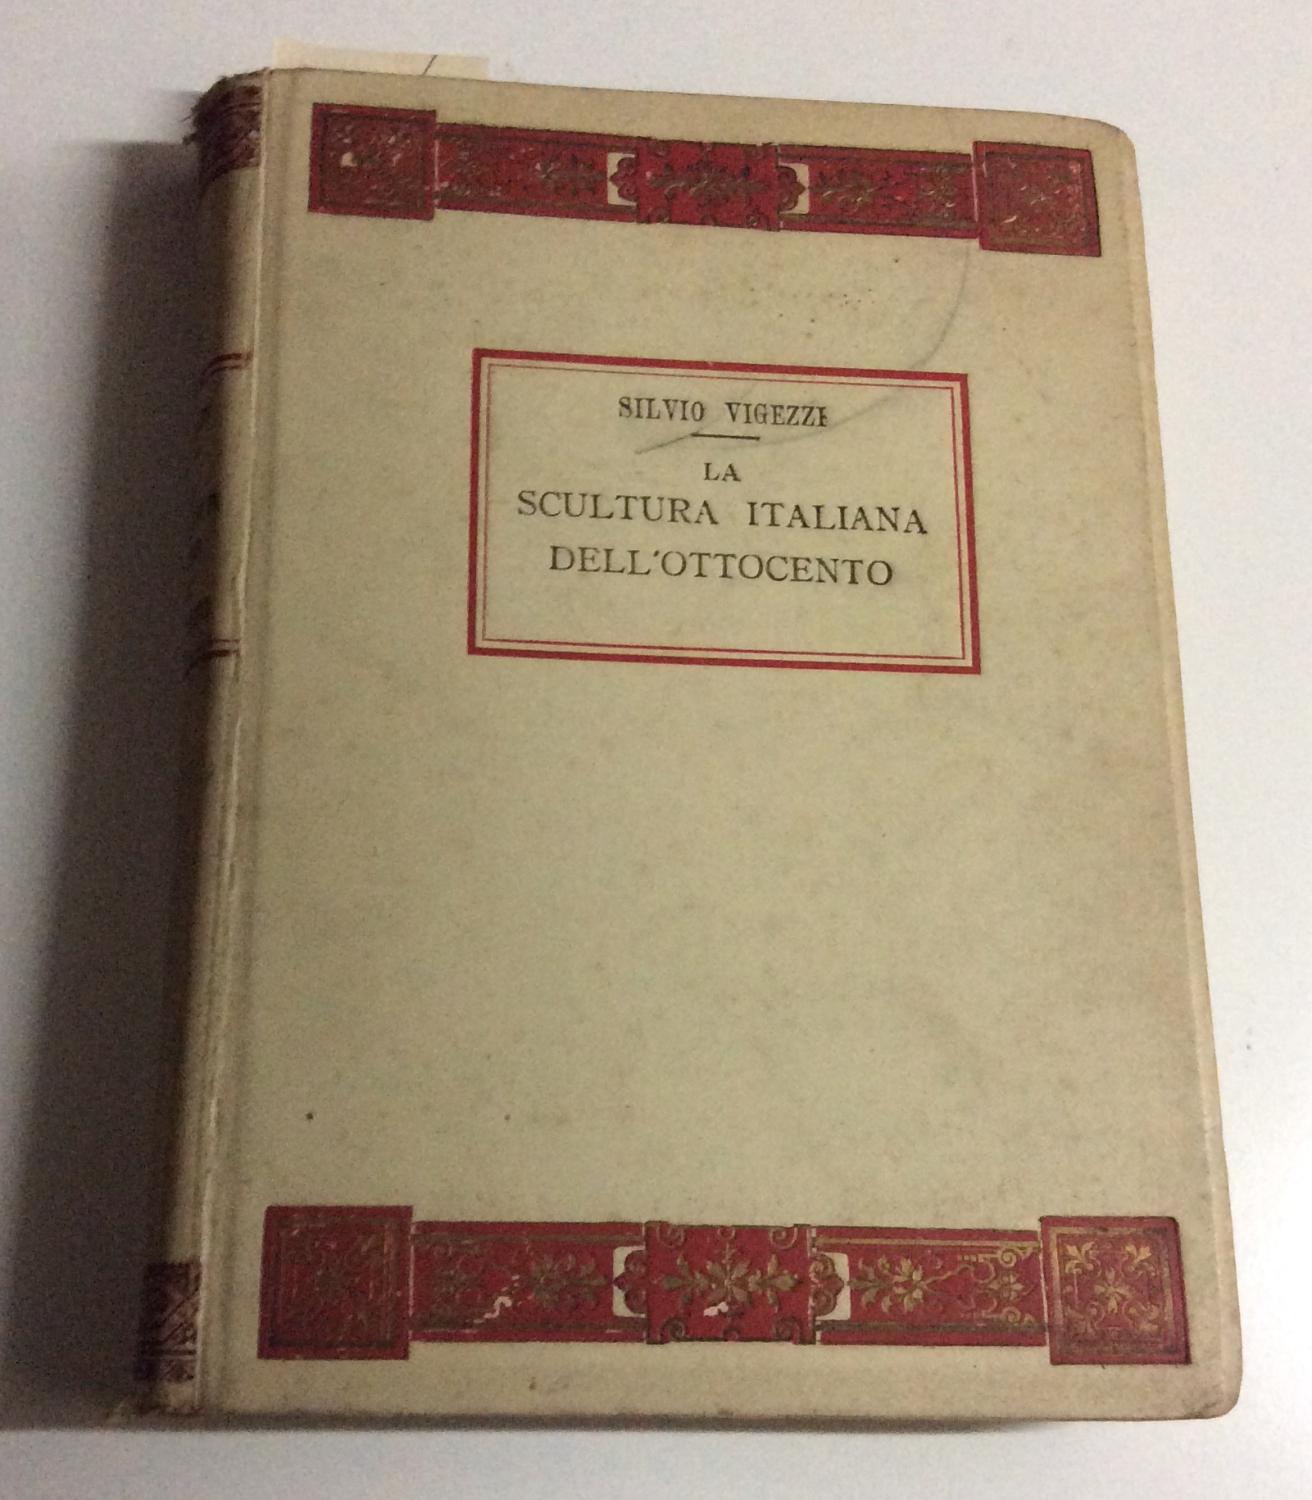 SILVIO VIGEZZI
LA
SCULTURA ITALIANA
DELL'OTTOCENTO